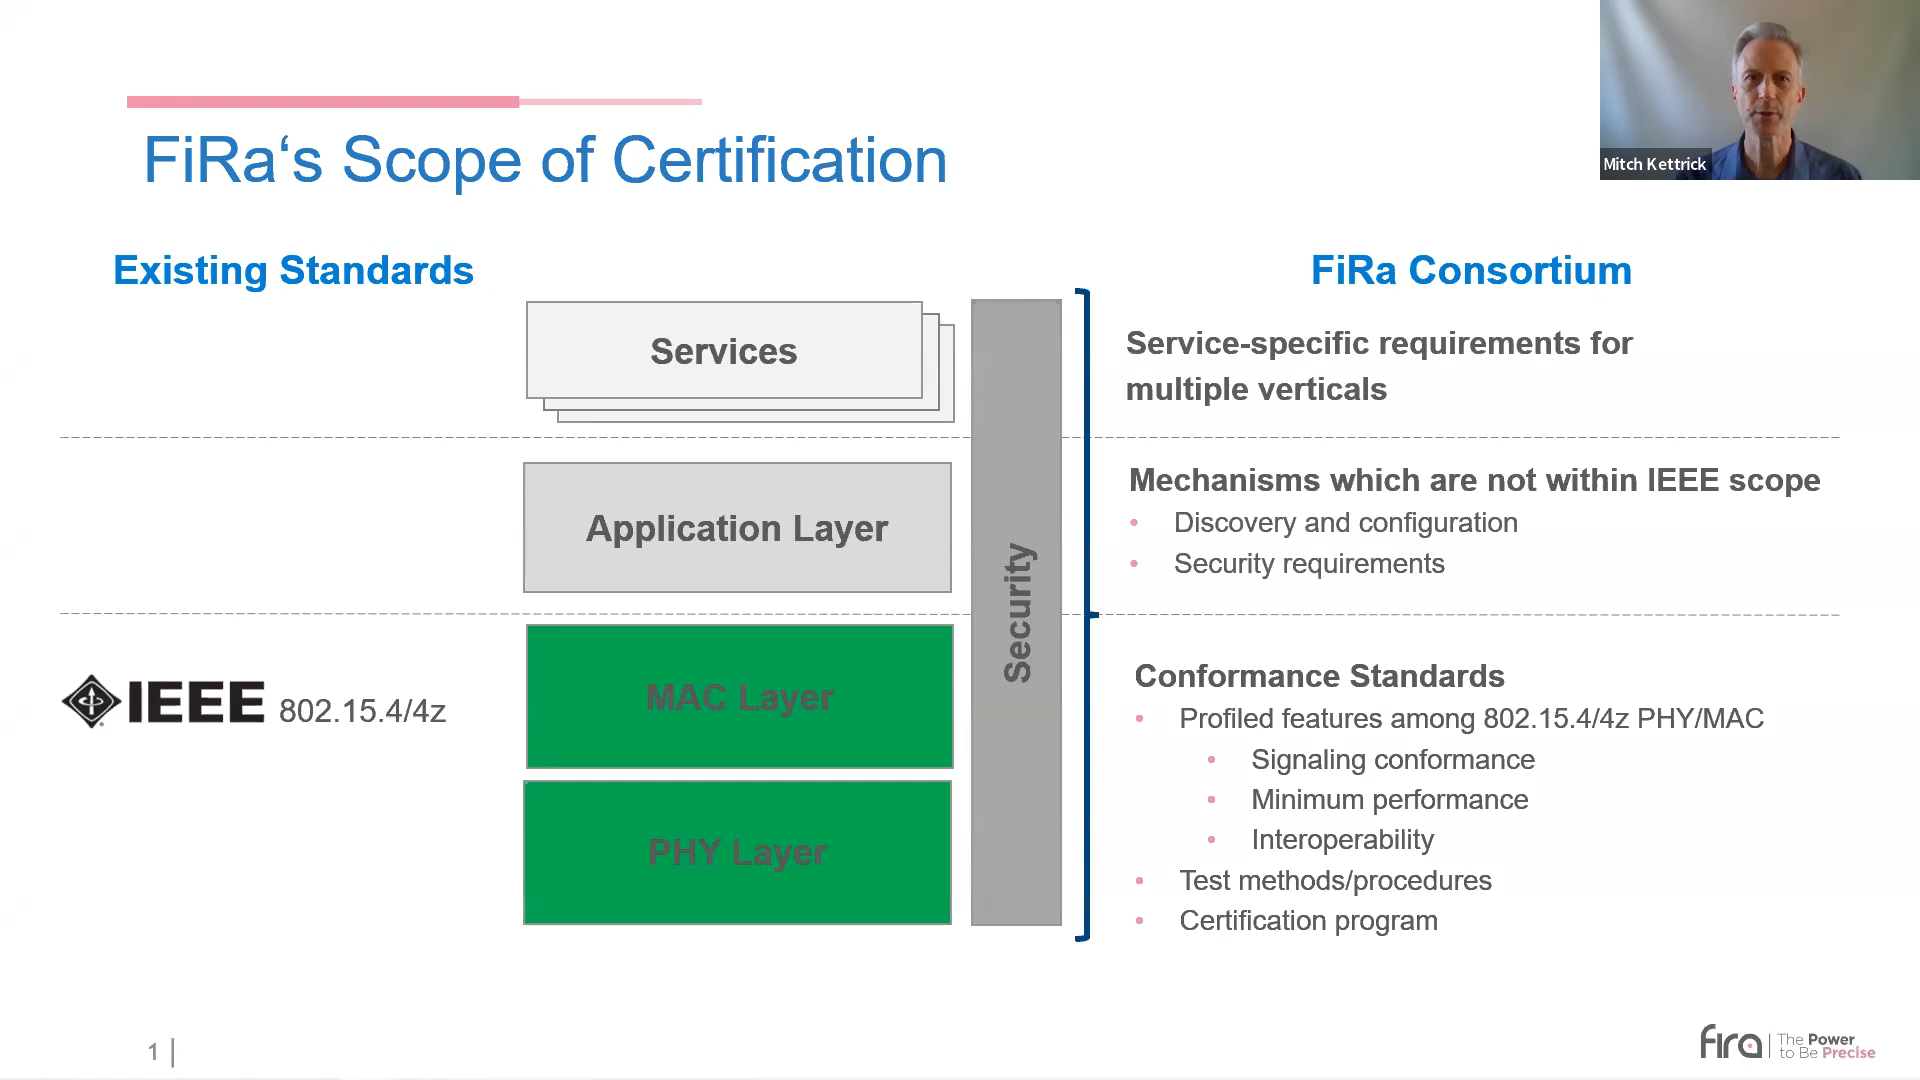 Mitch Kettrick
FiRa‘s Scope of Certification
Existing Standards
FiRa Consortium
Services
Service-specific requirements for
multiple verticals
Application Layer
Mechanisms which are not within IEEE scope
• Discovery and configuration
• Security requirements
Security
IEEE 802.15.4/4z
MAC Layer
PHY Layer
Conformance Standards
• Profiled features among 802.15.4/4z PHY/MAC
• Signaling conformance
• Minimum performance
• Interoperability
• Test methods/procedures
• Certification program
1
fira
The Power
to Be Precise